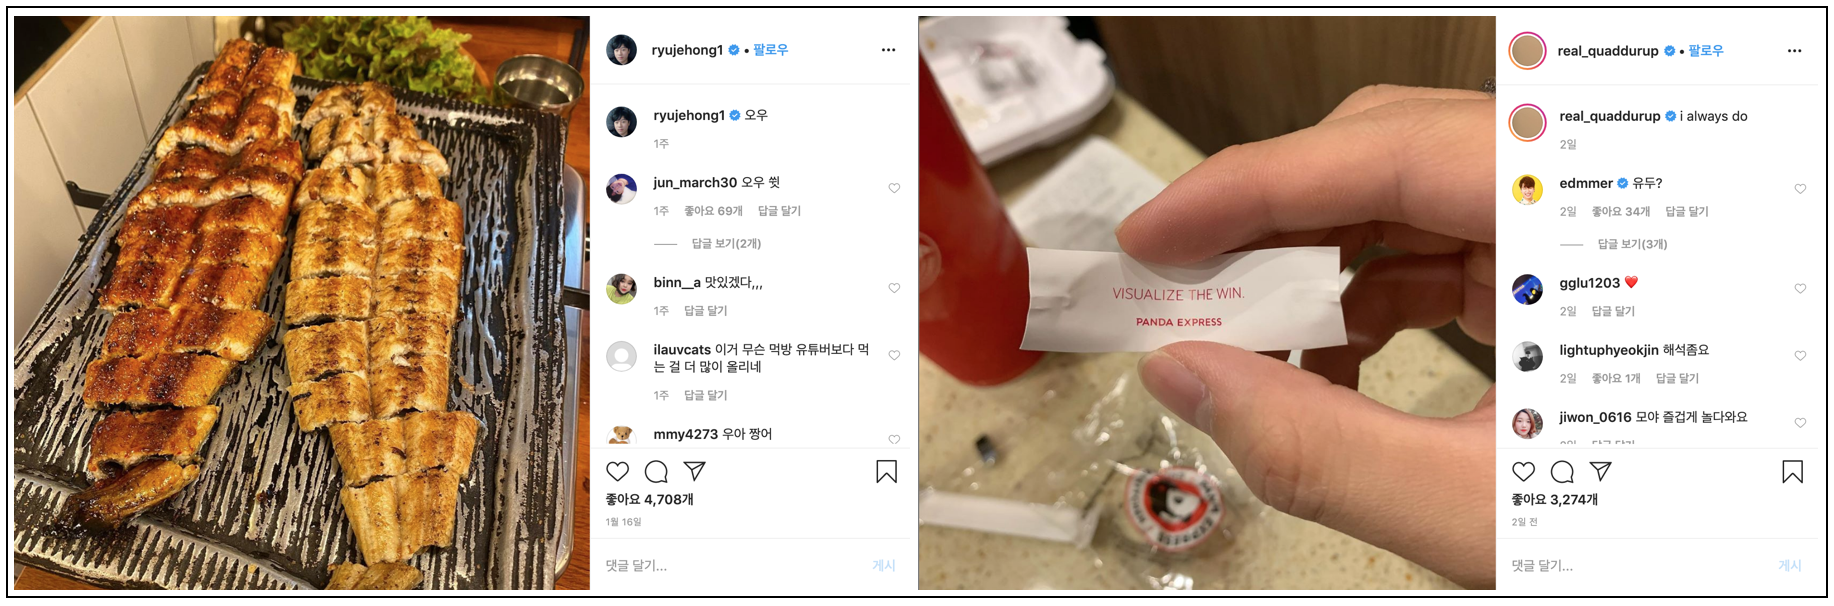 ryujehong1 • 팔로우
ryujehong1 오우
1주
jun_march30 오우 쒯
1주 좋아요 69개 답글 달기
답글 보기(2개)
binn__a 맛있겠다,,,
1주 답글 달기
ilauvcats 이거 무슨 먹방 유튜버보다 먹
는 걸 더 많이 올리네
1주 답글 달기
mmy4273 우아 짱어
좋아요 4,708개
1월 16일
댓글 달기...
게시
VISUALIZE THE WIN.
PANDA EXPRESS
real_quaddurup • 팔로우
real_quaddurup i always do
2일
edmmer 유두?
2일 좋아요 34개 답글 달기
답글 보기(3개)
gglu1203 ❤️
2일 답글 달기
lightuphyeokjin 해석좀요
2일 좋아요 1개 답글 달기
jiwon_0616 모야 즐겁게 놀다와요
좋아요 3,274개
2일 전
댓글 달기...
게시